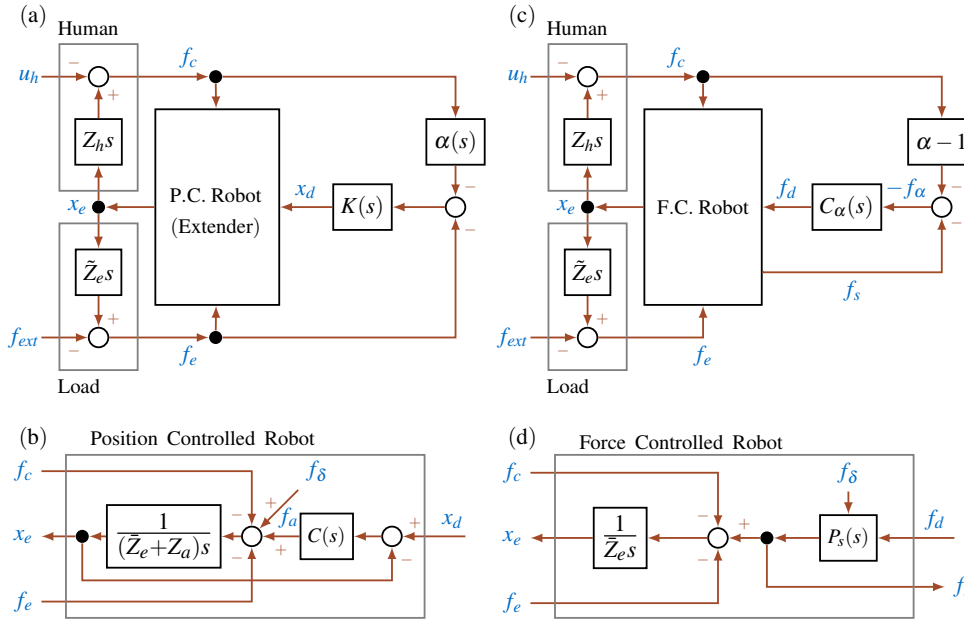 (a)
Human
u_h
−
f_c
+
Z_h s
α(s)
x_e
P.C. Robot
(Extender)
x_d
K(s)
−
−
Z̃_e s
+
f_ext
−
f_e
Load
(c)
Human
u_h
−
f_c
+
Z_h s
α − 1
x_e
F.C. Robot
f_d
C_α(s)
−f_α
−
−
Z̃_e s
+
f_s
f_ext
−
f_e
Load
(b) Position Controlled Robot
f_c
f_δ
−
+
x_e
1
(Z̄_e+Z_a)s
f_a
+
C(s)
+
x_d
−
−
f_e
(d) Force Controlled Robot
f_c
f_δ
−
x_e
1
Z̄_e s
+
P_s(s)
f_d
−
f_e